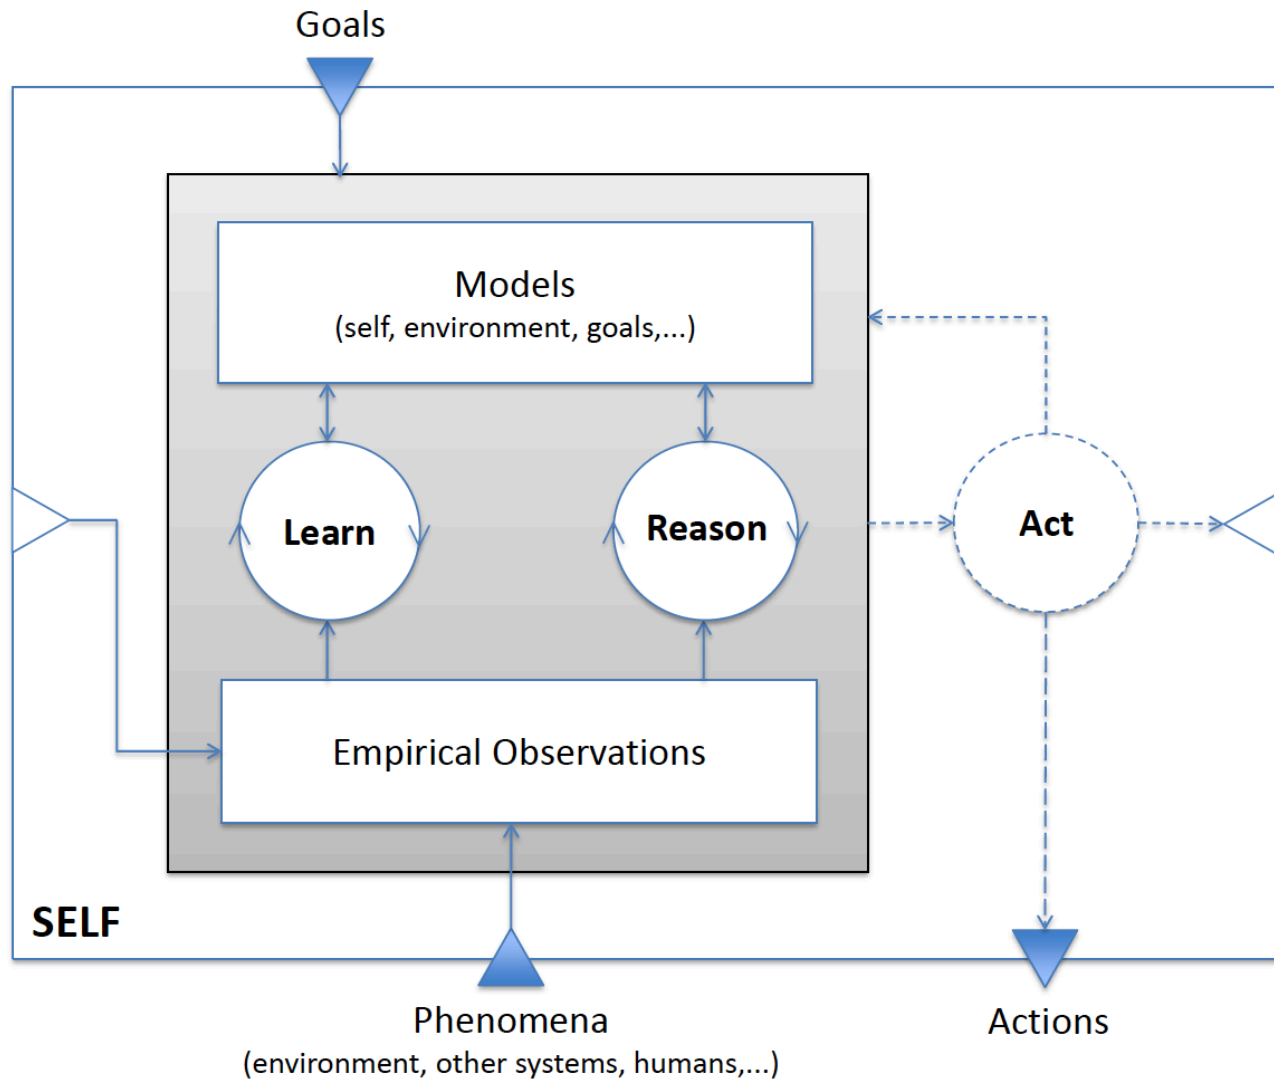 Goals
Models
(self, environment, goals,...)
Learn
Reason
Act
Empirical Observations
SELF
Phenomena
(environment, other systems, humans,...)
Actions